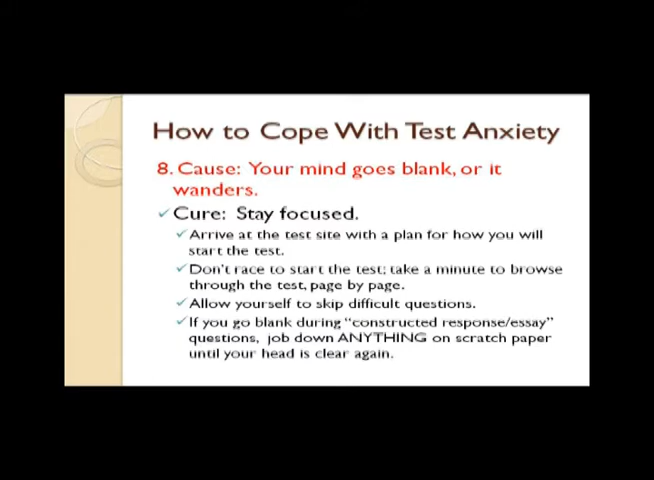 How to Cope With Test Anxiety
8. Cause: Your mind goes blank, or it
wanders.
✓ Cure: Stay focused.
✓ Arrive at the test site with a plan for how you will
start the test.
✓ Don't race to start the test; take a minute to browse
through the test, page by page.
✓ Allow yourself to skip difficult questions.
✓ If you go blank during “constructed response/essay”
questions, job down ANYTHING on scratch paper
until your head is clear again.